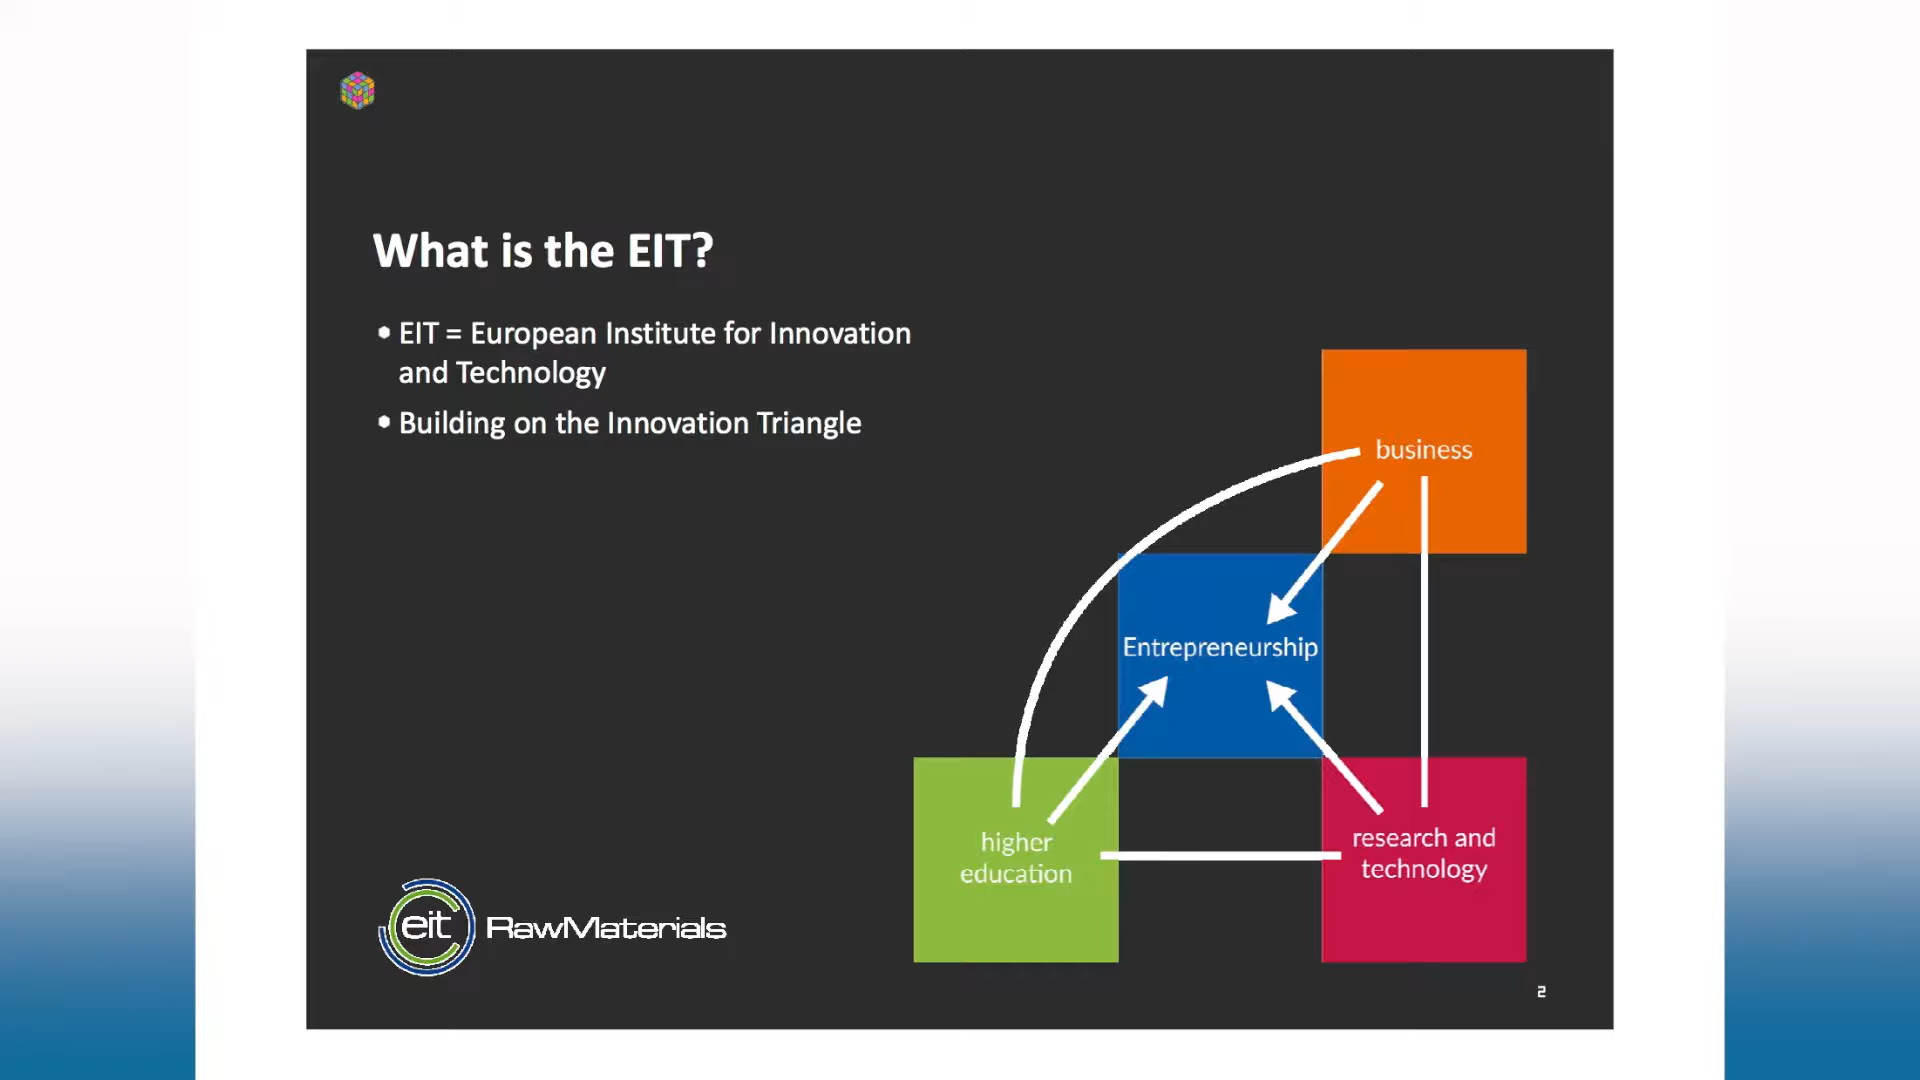 What is the EIT?
• EIT = European Institute for Innovation
and Technology
• Building on the Innovation Triangle
business
Entrepreneurship
higher
education
research and
technology
eit RawMaterials
2